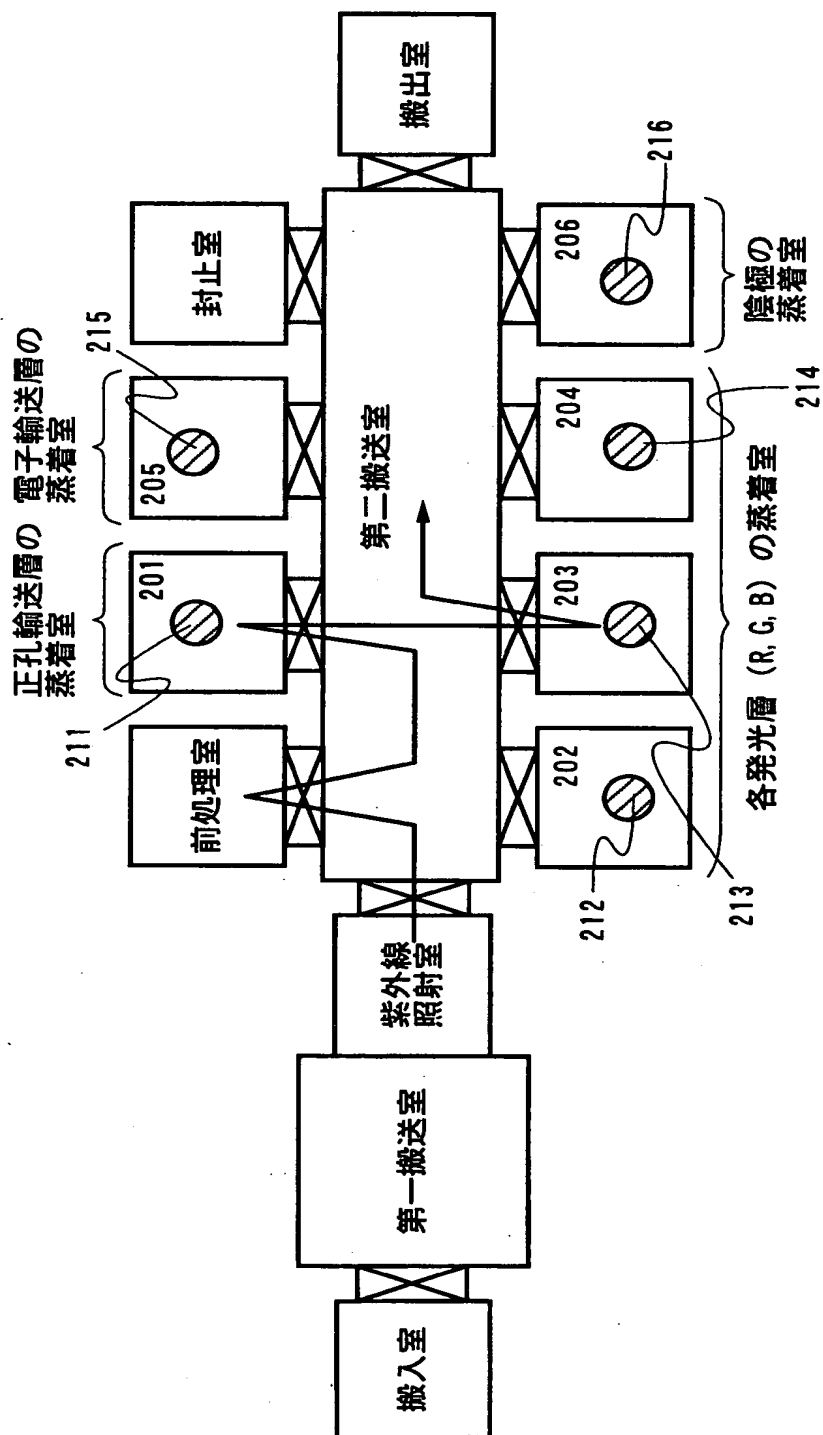 正孔輸送層の
蒸着室
電子輸送層の
蒸着室
211
215
前処理室
201
205
封止室
搬入室
第一搬送室
紫外線
照射室
第二搬送室
搬出室
202
203
204
206
212
213
214
216
各発光層 (R, G, B) の蒸着室
陰極の
蒸着室